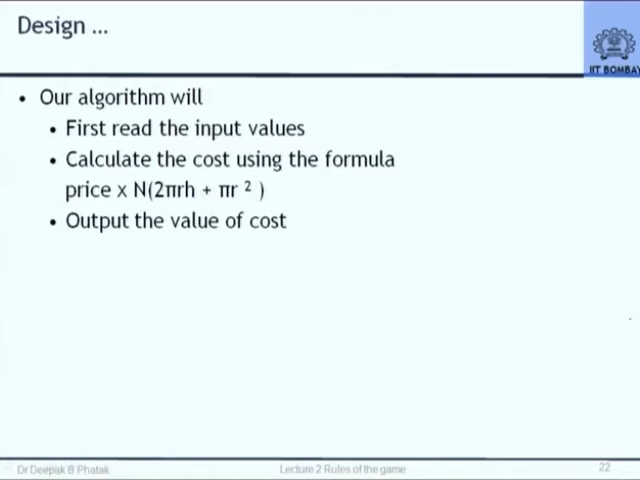 Design ...
IIT BOMBAY
• Our algorithm will
• First read the input values
• Calculate the cost using the formula
price x N(2πrh + πr ² )
• Output the value of cost
Dr Deepak B Phatak
Lecture 2 Rules of the game
22